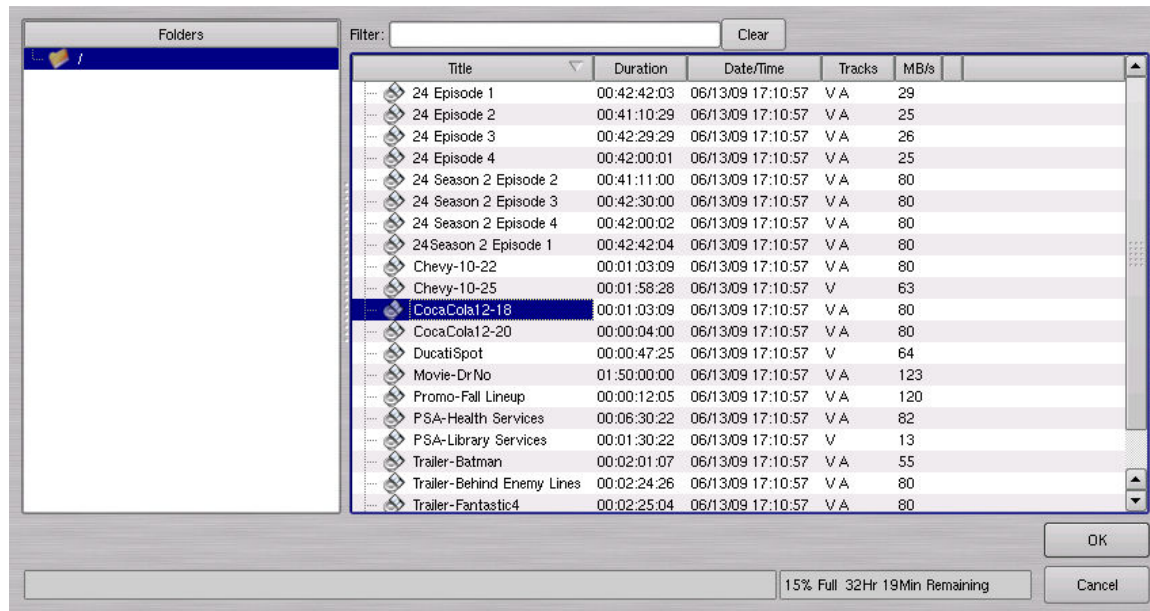 Folders
Filter:
Clear
/
Title Duration Date/Time Tracks MB/s
24 Episode 1 00:42:42:03 06/13/09 17:10:57 V A 29
24 Episode 2 00:41:10:29 06/13/09 17:10:57 V A 25
24 Episode 3 00:42:29:29 06/13/09 17:10:57 V A 26
24 Episode 4 00:42:00:01 06/13/09 17:10:57 V A 25
24 Season 2 Episode 2 00:41:11:00 06/13/09 17:10:57 V A 80
24 Season 2 Episode 3 00:42:30:00 06/13/09 17:10:57 V A 80
24 Season 2 Episode 4 00:42:00:02 06/13/09 17:10:57 V A 80
24Season 2 Episode 1 00:42:42:04 06/13/09 17:10:57 V A 80
Chevy-10-22 00:01:03:09 06/13/09 17:10:57 V A 80
Chevy-10-25 00:01:58:28 06/13/09 17:10:57 V 63
CocaCola12-18 00:01:03:09 06/13/09 17:10:57 V A 80
CocaCola12-20 00:00:04:00 06/13/09 17:10:57 V A 80
DucatiSpot 00:00:47:25 06/13/09 17:10:57 V 64
Movie-DrNo 01:50:00:00 06/13/09 17:10:57 V A 123
Promo-Fall Lineup 00:00:12:05 06/13/09 17:10:57 V A 120
PSA-Health Services 00:06:30:22 06/13/09 17:10:57 V A 82
PSA-Library Services 00:01:30:22 06/13/09 17:10:57 V 13
Trailer-Batman 00:02:01:07 06/13/09 17:10:57 V A 55
Trailer-Behind Enemy Lines 00:02:24:26 06/13/09 17:10:57 V A 80
Trailer-Fantastic4 00:02:25:04 06/13/09 17:10:57 V A 80
OK
15% Full 32Hr 19Min Remaining
Cancel